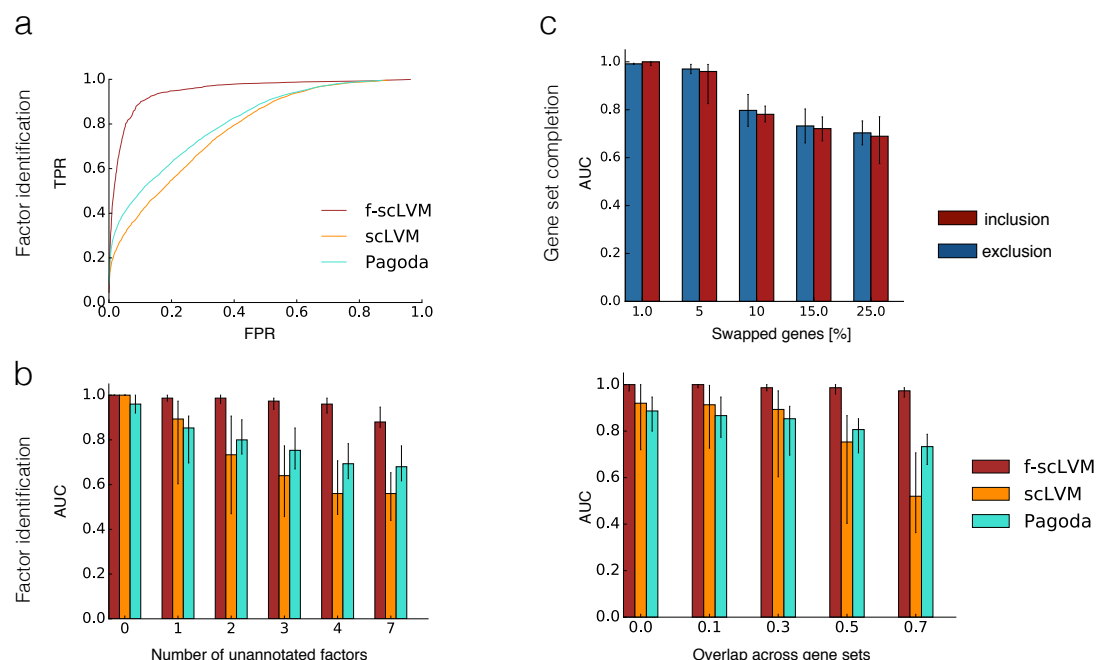 a
Factor identification
TPR
1.0
0.8
0.6
0.4
0.2
0.0
0.0 0.2 0.4 0.6 0.8 1.0
FPR
f-scLVM
scLVM
Pagoda
c
Gene set completion
AUC
1.0
0.8
0.6
0.4
0.2
0.0
1.0 5 10 15.0 25.0
Swapped genes [%]
inclusion
exclusion
b
Factor identification
AUC
1.0
0.8
0.6
0.4
0.2
0.0
0 1 2 3 4 7
Number of unannotated factors
AUC
1.0
0.8
0.6
0.4
0.2
0.0
0.0 0.1 0.3 0.5 0.7
Overlap across gene sets
f-scLVM
scLVM
Pagoda